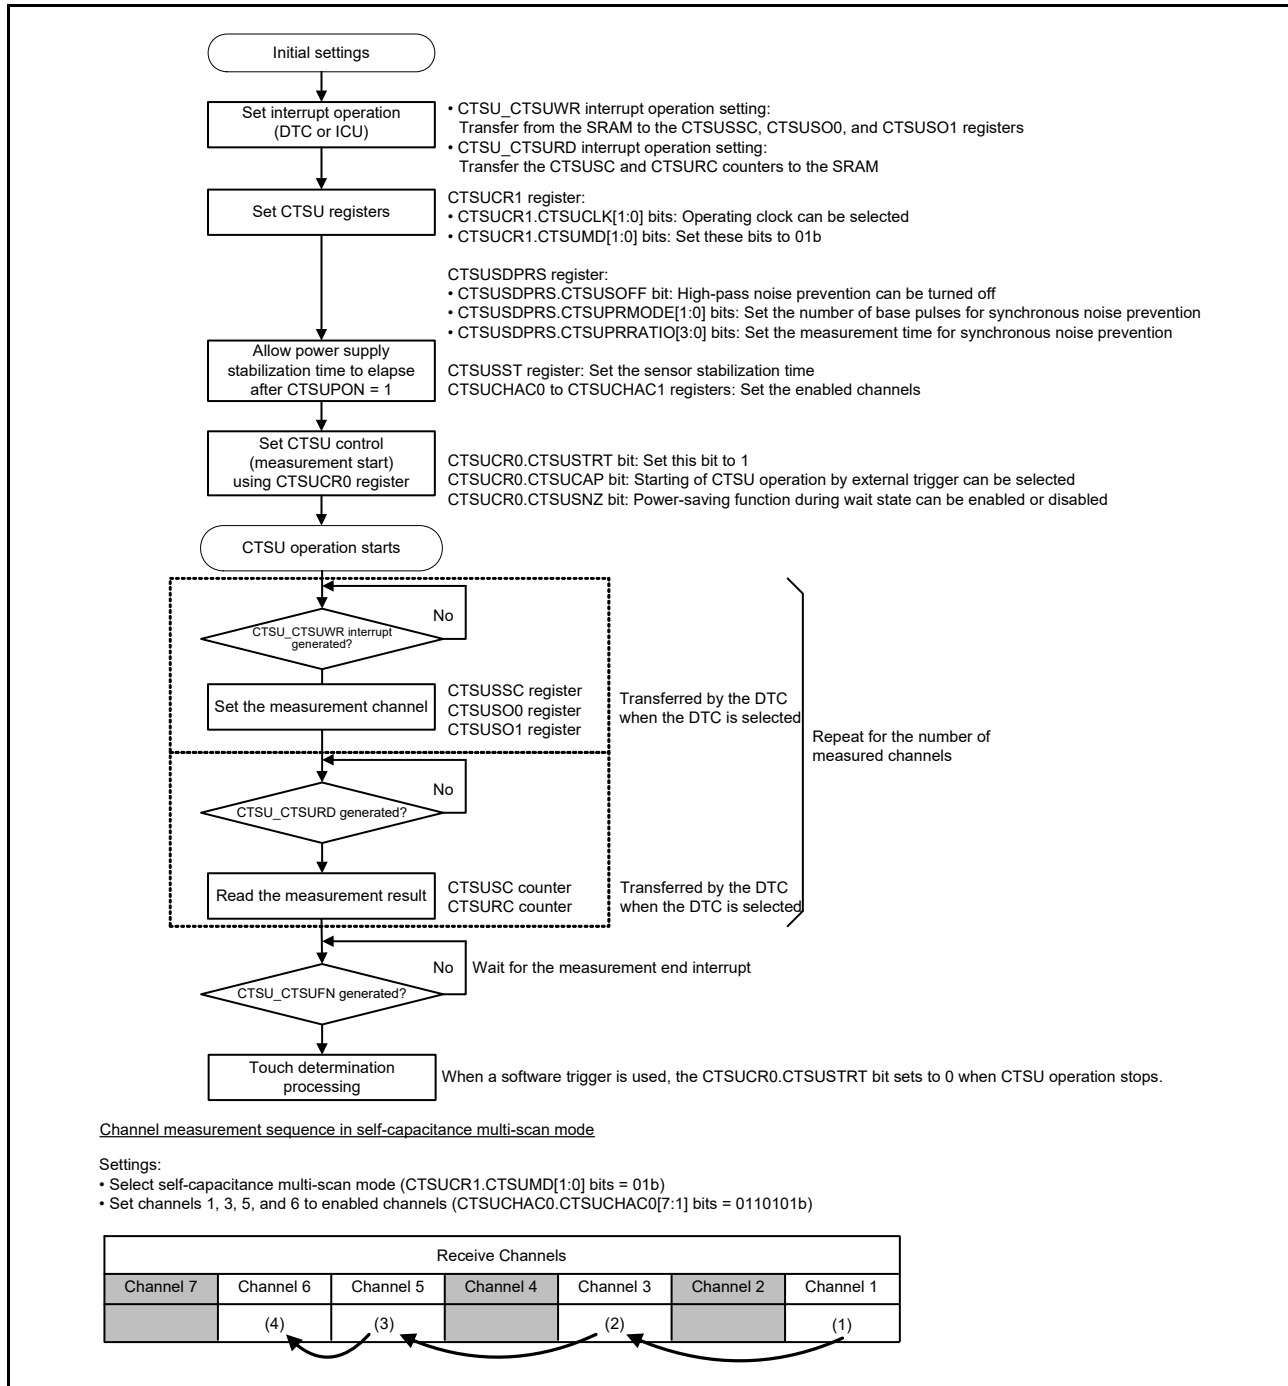 Initial settings
Set interrupt operation
(DTC or ICU)
• CTSU_CTSUWR interrupt operation setting:
Transfer from the SRAM to the CTSUSSC, CTSUSO0, and CTSUSO1 registers
• CTSU_CTSURD interrupt operation setting:
Transfer the CTSUSC and CTSURC counters to the SRAM
Set CTSU registers
CTSUCR1 register:
• CTSUCR1.CTSUCLK[1:0] bits: Operating clock can be selected
• CTSUCR1.CTSUMD[1:0] bits: Set these bits to 01b
CTSUSDPRS register:
• CTSUSDPRS.CTSUSOFF bit: High-pass noise prevention can be turned off
• CTSUSDPRS.CTSUPRMODE[1:0] bits: Set the number of base pulses for synchronous noise prevention
• CTSUSDPRS.CTSUPRRATIO[3:0] bits: Set the measurement time for synchronous noise prevention
Allow power supply
stabilization time to elapse
after CTSUPON = 1
CTSUSST register: Set the sensor stabilization time
CTSUCHAC0 to CTSUCHAC1 registers: Set the enabled channels
Set CTSU control
(measurement start)
using CTSUCR0 register
CTSUCR0.CTSUSTRT bit: Set this bit to 1
CTSUCR0.CTSUCAP bit: Starting of CTSU operation by external trigger can be selected
CTSUCR0.CTSUSNZ bit: Power-saving function during wait state can be enabled or disabled
CTSU operation starts
No
CTSU_CTSUWR interrupt
generated?
Set the measurement channel
CTSUSSC register
CTSUSO0 register
CTSUSO1 register
Transferred by the DTC
when the DTC is selected
Repeat for the number of
measured channels
No
CTSU_CTSURD generated?
Read the measurement result
CTSUSC counter
CTSURC counter
Transferred by the DTC
when the DTC is selected
No
Wait for the measurement end interrupt
CTSU_CTSUFN generated?
Touch determination
processing
When a software trigger is used, the CTSUCR0.CTSUSTRT bit sets to 0 when CTSU operation stops.
Channel measurement sequence in self-capacitance multi-scan mode
Settings:
• Select self-capacitance multi-scan mode (CTSUCR1.CTSUMD[1:0] bits = 01b)
• Set channels 1, 3, 5, and 6 to enabled channels (CTSUCHAC0.CTSUCHAC0[7:1] bits = 0110101b)
Receive Channels
Channel 7 Channel 6 Channel 5 Channel 4 Channel 3 Channel 2 Channel 1
(4) (3) (2) (1)